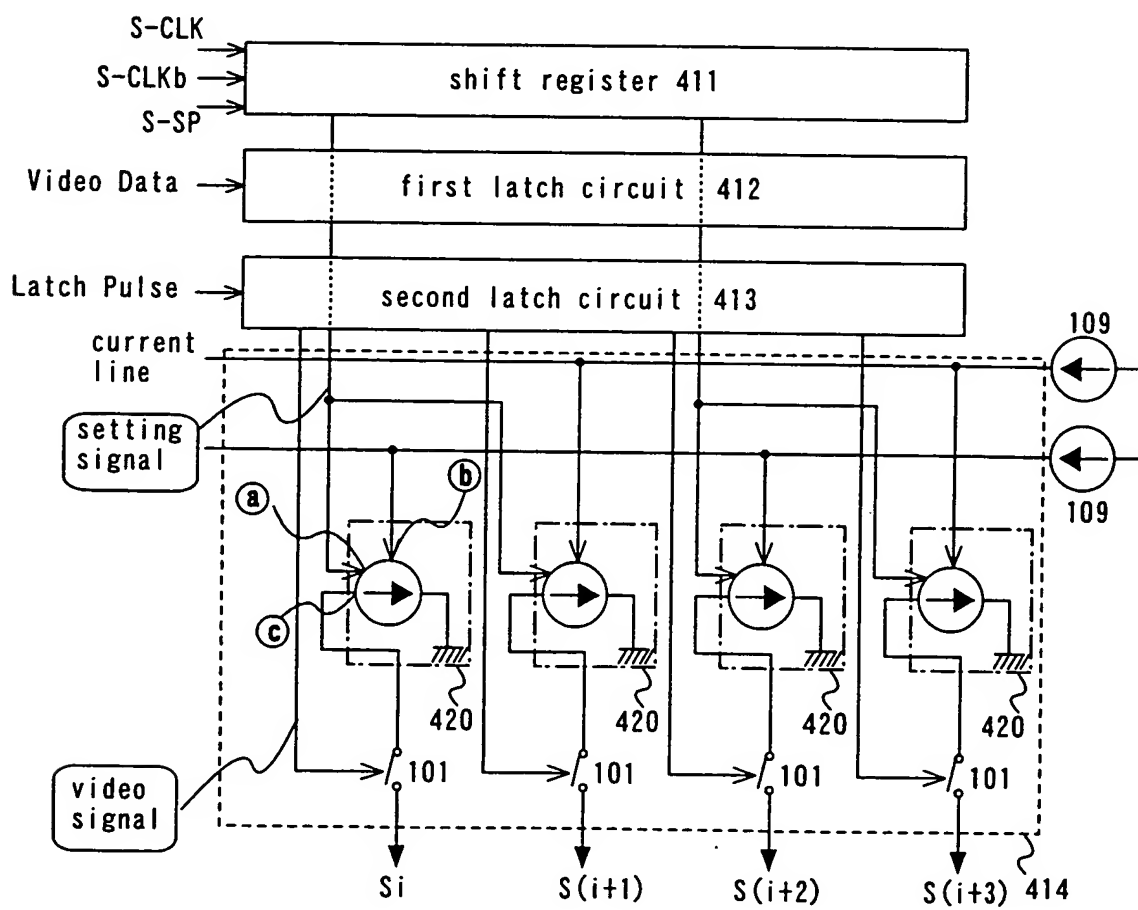 S-CLK
S-CLKb
S-SP
shift register 411
Video Data
first latch circuit 412
Latch Pulse
second latch circuit 413
current
line
109
109
setting
signal
a
b
c
420
420
420
420
101
101
101
101
video
signal
Si
S(i+1)
S(i+2)
S(i+3)
414